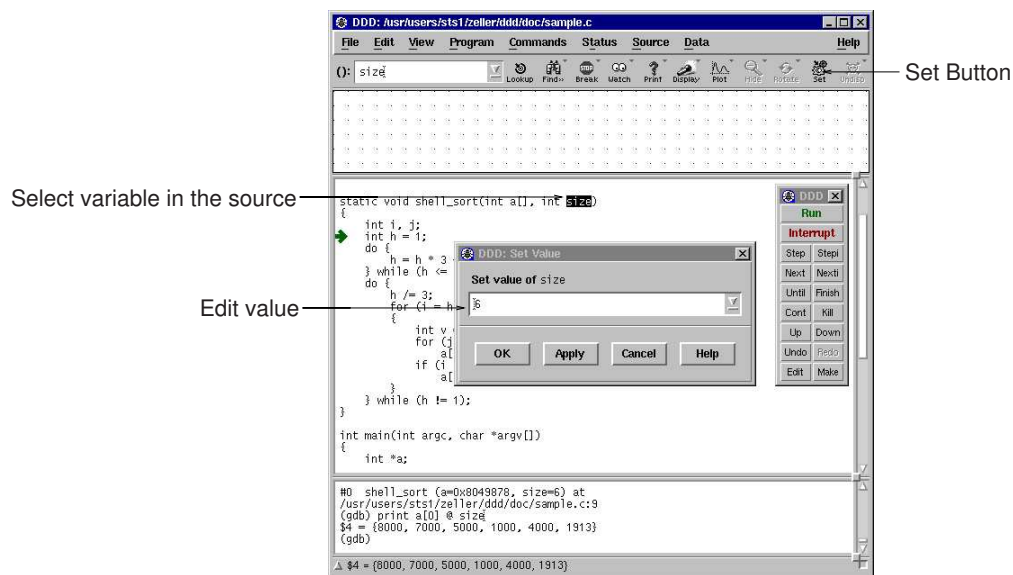 DDD: /usr/users/sts1/zeller/ddd/doc/sample.c
File Edit View Program Commands Status Source Data Help
(): size
Lookup Find>> Break Watch Print Display Plot Hide Rotate Set Undisp
Set Button
Select variable in the source
static void shell_sort(int a[], int size)
{
int i, j;
int h = 1;
do {
h = h * 3
} while (h <=
do {
h /= 3;
for (i = h
{
int v
for (j
a[
if (i
a[
}
} while (h != 1);
}
int main(int argc, char *argv[])
{
int *a;
Edit value
DDD: Set Value
Set value of size
6
OK Apply Cancel Help
DDD
Run
Interrupt
Step Stepi
Next Nexti
Until Finish
Cont Kill
Up Down
Undo Redo
Edit Make
#0 shell_sort (a=0x8049878, size=6) at
/usr/users/sts1/zeller/ddd/doc/sample.c:9
(gdb) print a[0] @ size
$4 = {8000, 7000, 5000, 1000, 4000, 1913}
(gdb)
$4 = {8000, 7000, 5000, 1000, 4000, 1913}